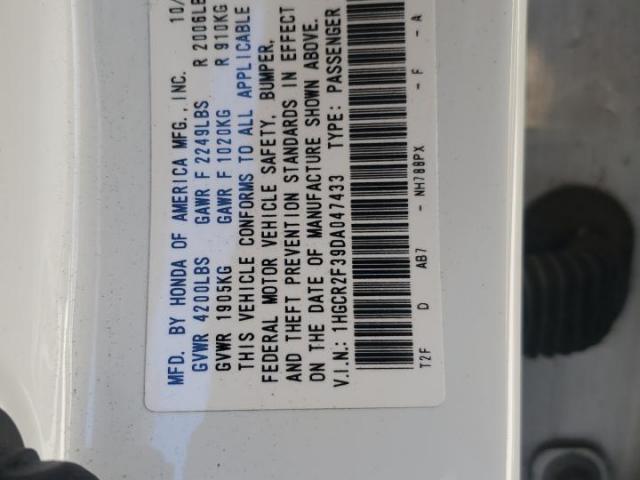 MFD. BY HONDA OF AMERICA MFG., INC. 10/
GVWR 4200LBS GAWR F 2249LBS R 2006LB
GVWR 1905KG GAWR F 1020KG R 910KG
THIS VEHICLE CONFORMS TO ALL APPLICABLE
FEDERAL MOTOR VEHICLE SAFETY, BUMPER,
AND THEFT PREVENTION STANDARDS IN EFFECT
ON THE DATE OF MANUFACTURE SHOWN ABOVE.
V.I.N.: 1HGCR2F39DA047433 TYPE: PASSENGER
T2F D AB7 - NH788PX - F - A